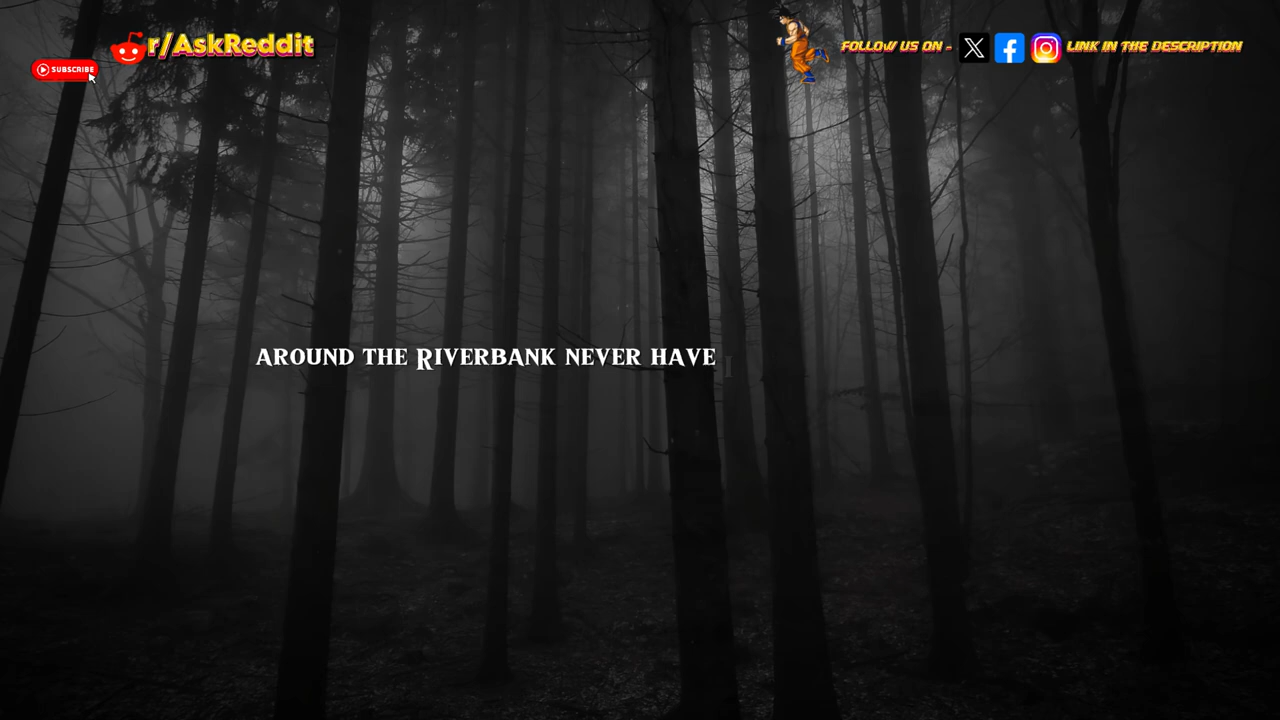 r/AskReddit
SUBSCRIBE
FOLLOW US ON - LINK IN THE DESCRIPTION
AROUND THE RIVERBANK NEVER HAVE